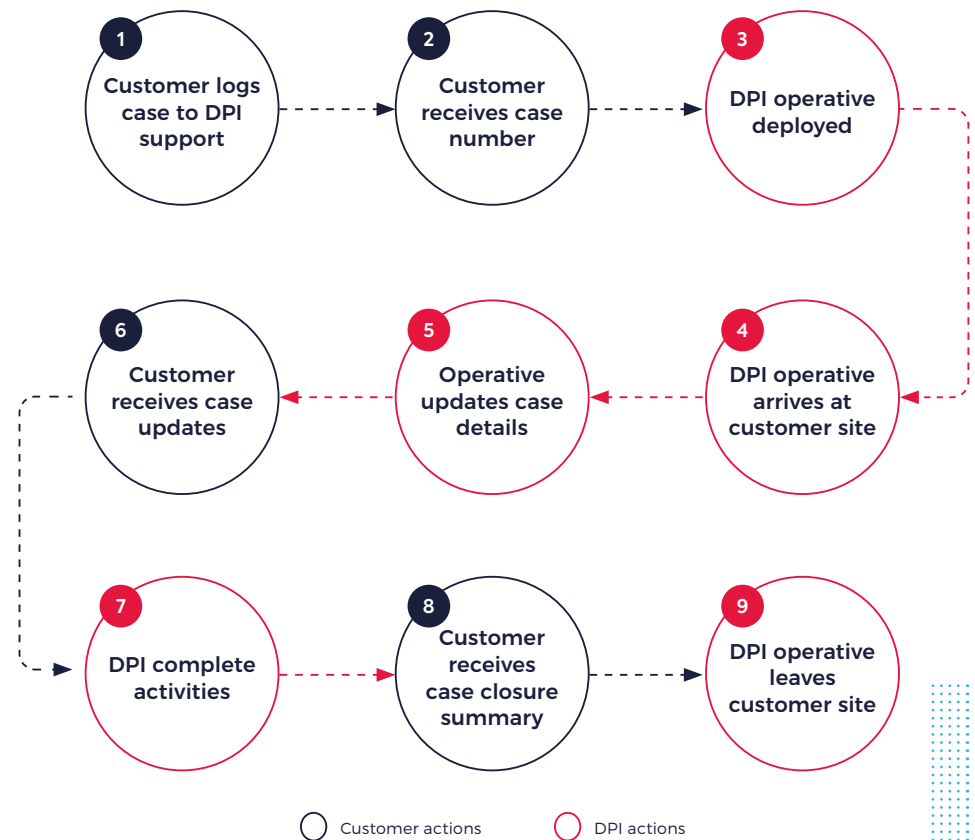 1
Customer logs
case to DPI
support
2
Customer
receives case
number
3
DPI operative
deployed
4
DPI operative
arrives at
customer site
5
Operative
updates case
details
6
Customer
receives case
updates
7
DPI complete
activities
8
Customer
receives
case closure
summary
9
DPI operative
leaves
customer site
Customer actions
DPI actions